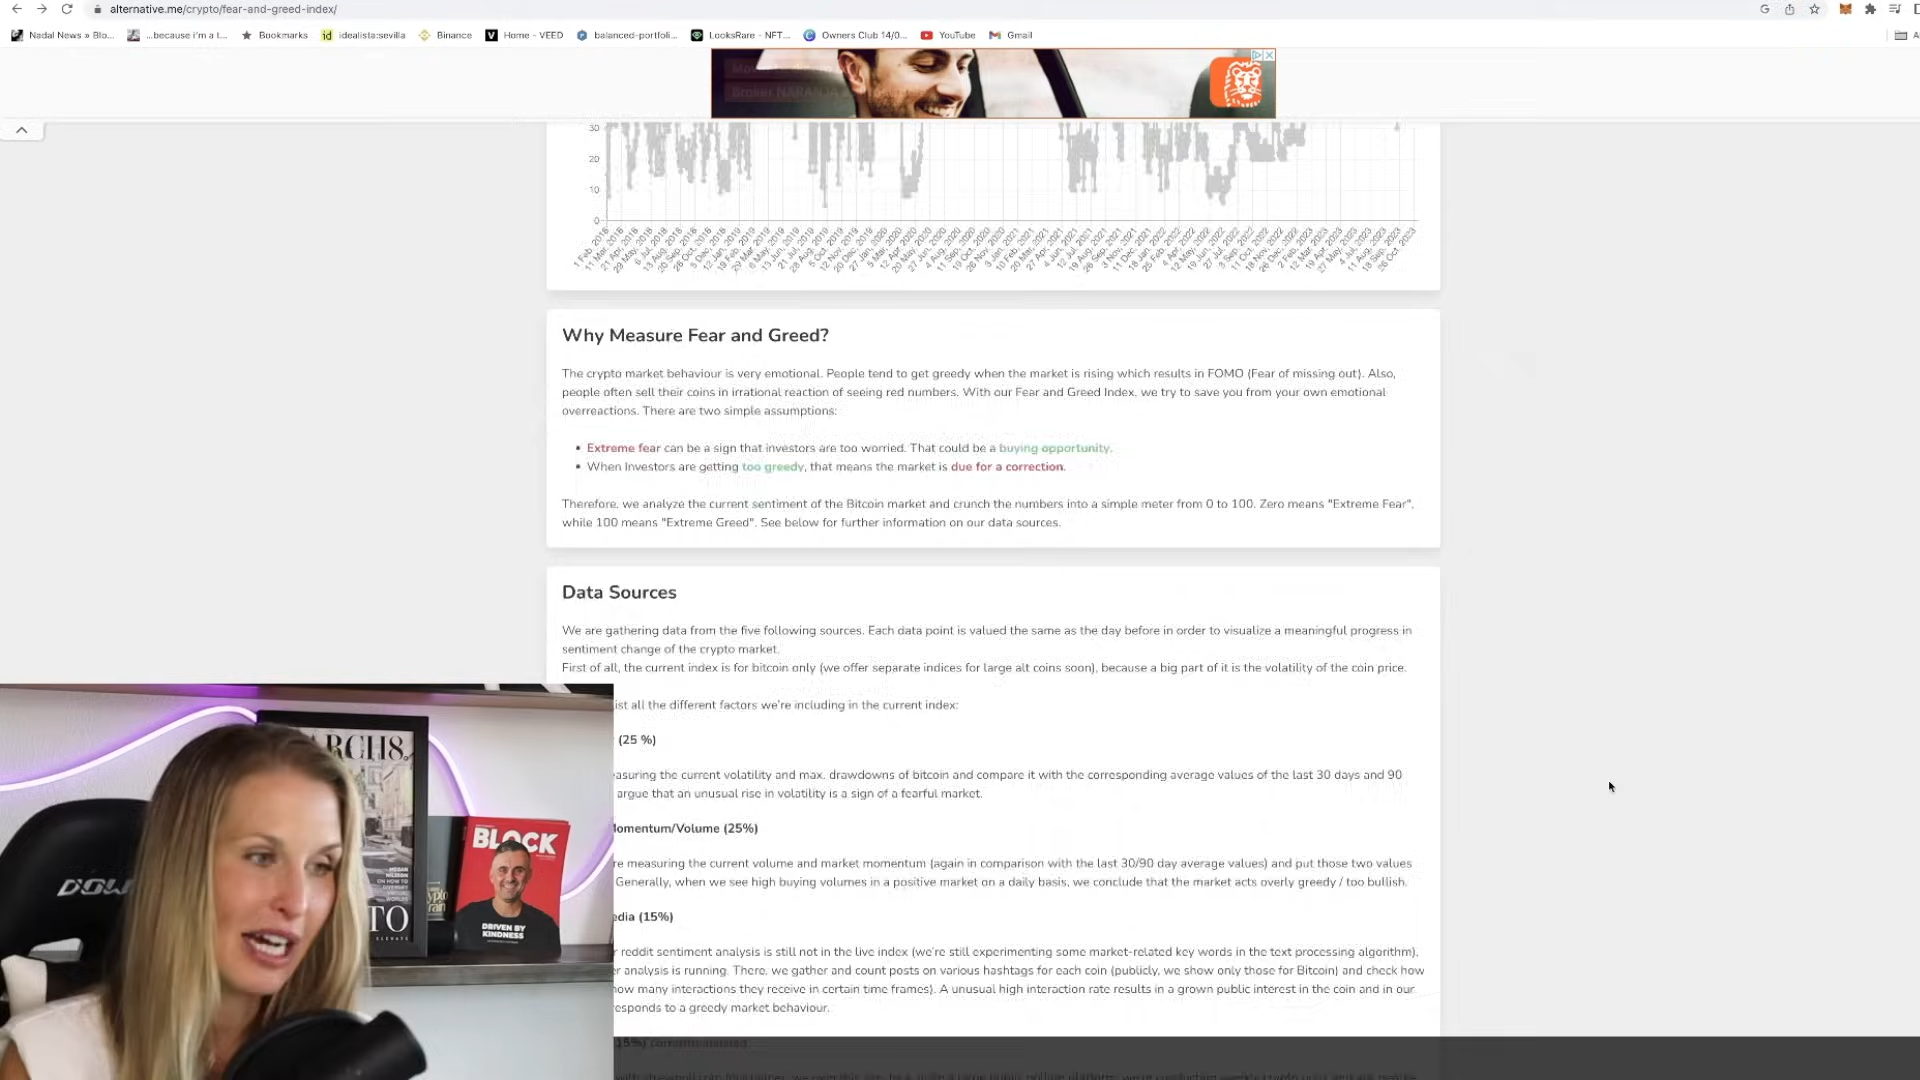 alternative.me/crypto/fear-and-greed-index/
Nadal News » Blo...
...because i'm a l...
Bookmarks
idealista:sevilla
Binance
Home - VEED
balanced-portfoli...
LooksRare - NFT...
Owners Club 14/0...
YouTube
Gmail
Broker NARANJA
30
20
10
0
Why Measure Fear and Greed?
The crypto market behaviour is very emotional. People tend to get greedy when the market is rising which results in FOMO (Fear of missing out). Also,
people often sell their coins in irrational reaction of seeing red numbers. With our Fear and Greed Index, we try to save you from your own emotional
overreactions. There are two simple assumptions:
• Extreme fear can be a sign that investors are too worried. That could be a buying opportunity.
• When Investors are getting too greedy, that means the market is due for a correction.
Therefore, we analyze the current sentiment of the Bitcoin market and crunch the numbers into a simple meter from 0 to 100. Zero means "Extreme Fear",
while 100 means "Extreme Greed". See below for further information on our data sources.
Data Sources
We are gathering data from the five following sources. Each data point is valued the same as the day before in order to visualize a meaningful progress in
sentiment change of the crypto market.
First of all, the current index is for bitcoin only (we offer separate indices for large alt coins soon), because a big part of it is the volatility of the coin price.
ist all the different factors we're including in the current index:
(25 %)
asuring the current volatility and max. drawdowns of bitcoin and compare it with the corresponding average values of the last 30 days and 90
argue that an unusual rise in volatility is a sign of a fearful market.
omentum/Volume (25%)
re measuring the current volume and market momentum (again in comparison with the last 30/90 day average values) and put those two values
Generally, when we see high buying volumes in a positive market on a daily basis, we conclude that the market acts overly greedy / too bullish.
edia (15%)
r reddit sentiment analysis is still not in the live index (we're still experimenting some market-related key words in the text processing algorithm),
er analysis is running. There, we gather and count posts on various hashtags for each coin (publicly, we show only those for Bitcoin) and check how
ow many interactions they receive in certain time frames). A unusual high interaction rate results in a grown public interest in the coin and in our
esponds to a greedy market behaviour.
ARCH8.
TO
BLOCK
DRIVEN BY
KINDNESS